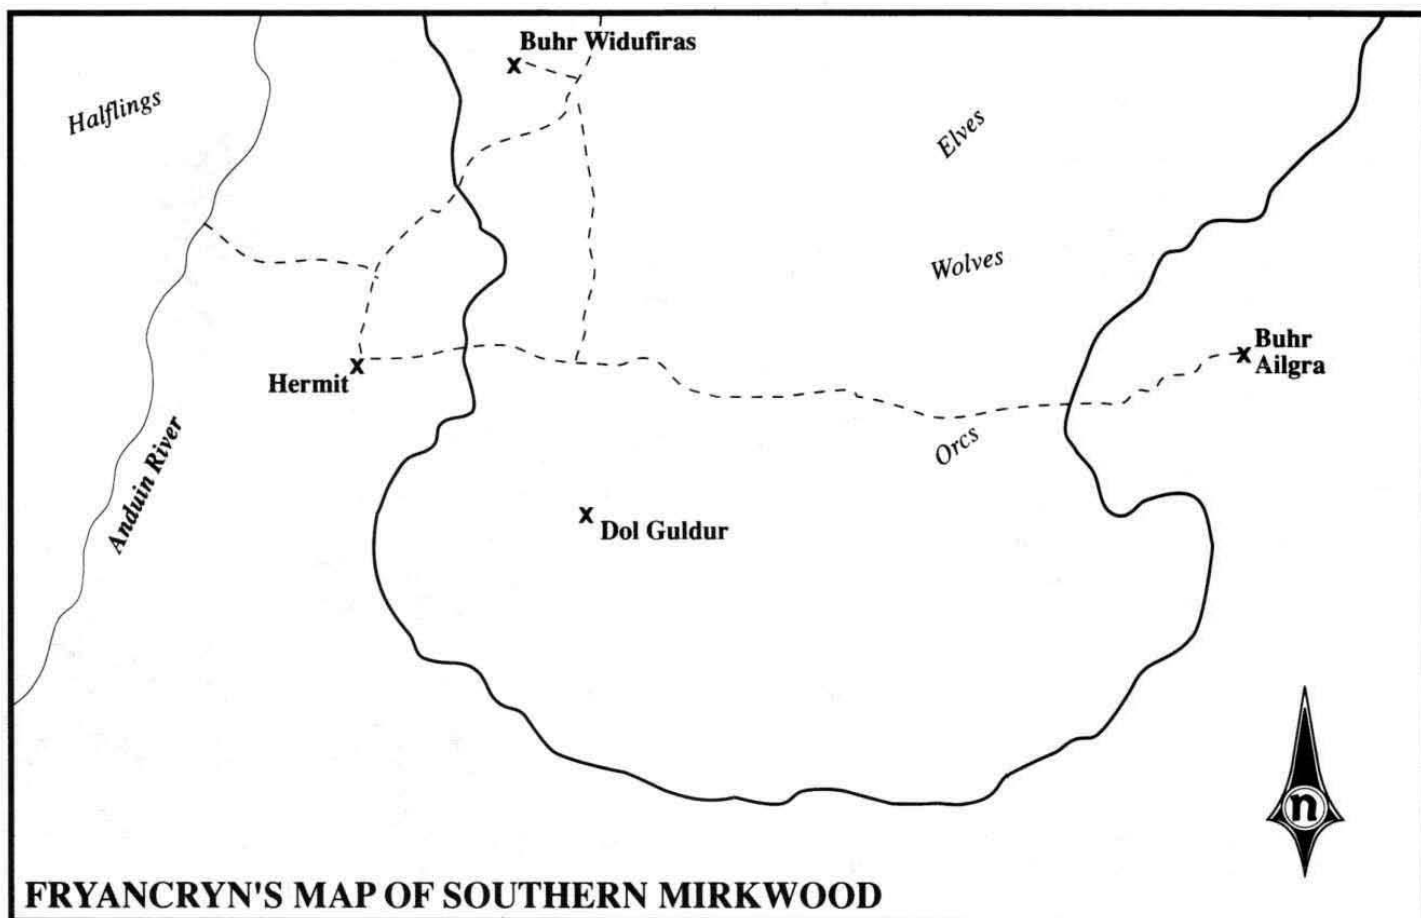 Buhr Widufiras
Halflings
Elves
Wolves
Buhr
Ailgra
Hermit
Orcs
Anduin River
Dol Guldur
n
FRYANCRYN'S MAP OF SOUTHERN MIRKWOOD